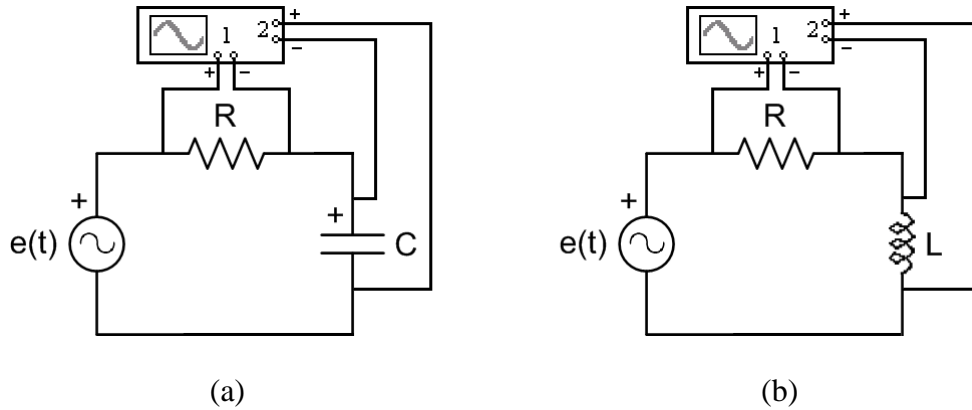 1 2 + − + −
R
+ e(t)
+ C
(a)
1 2 + − + −
R
+ e(t)
L
(b)